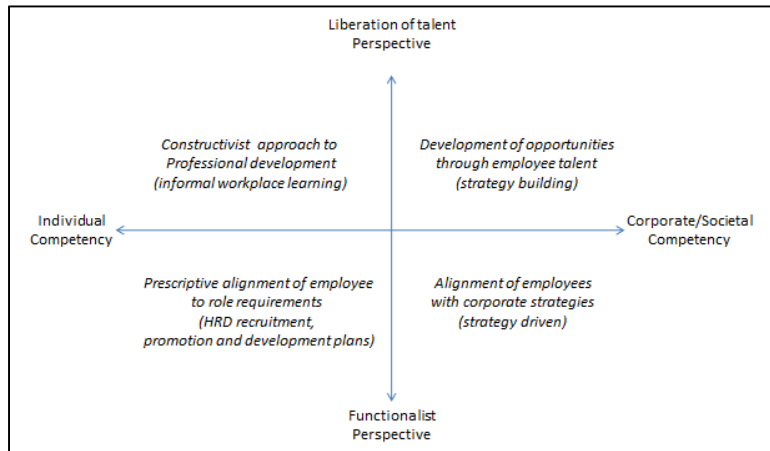 Liberation of talent
Perspective
Constructivist approach to
Professional development
(informal workplace learning)
Development of opportunities
through employee talent
(strategy building)
Individual
Competency
Corporate/Societal
Competency
Prescriptive alignment of employee
to role requirements
(HRD recruitment,
promotion and development plans)
Alignment of employees
with corporate strategies
(strategy driven)
Functionalist
Perspective